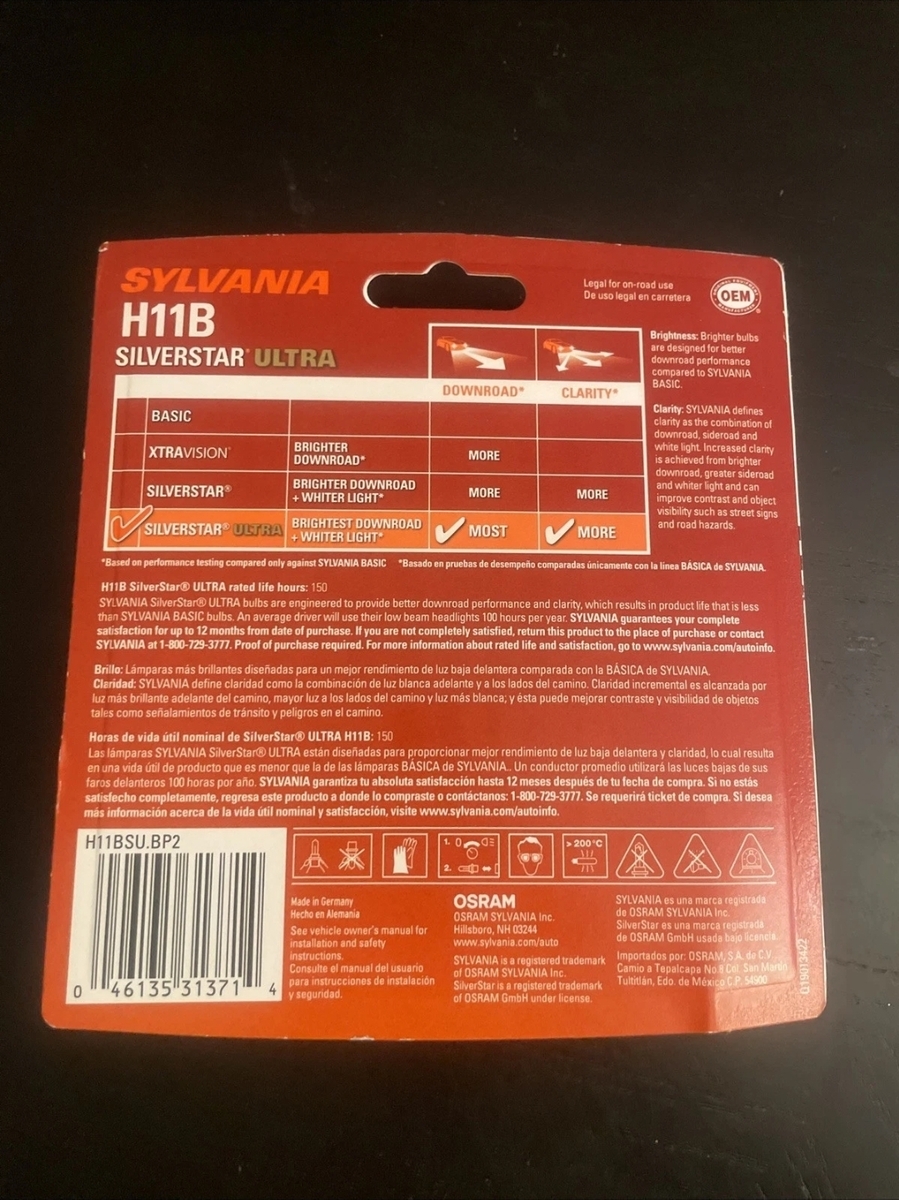 SYLVANIA
H11B
SILVERSTAR® ULTRA
Legal for on-road use
De uso legal en carretera
ORIGINAL EQUIPMENT
OEM
MANUFACTURER
DOWNROAD* CLARITY*
BASIC
XTRAVISION® BRIGHTER DOWNROAD* MORE
SILVERSTAR® BRIGHTER DOWNROAD + WHITER LIGHT* MORE MORE
SILVERSTAR® ULTRA BRIGHTEST DOWNROAD + WHITER LIGHT* MOST MORE
Brightness: Brighter bulbs
are designed for better
downroad performance
compared to SYLVANIA
BASIC.
Clarity: SYLVANIA defines
clarity as the combination of
downroad, sideroad and
white light. Increased clarity
is achieved from brighter
downroad, greater sideroad
and whiter light and can
improve contrast and object
visibility such as street signs
and road hazards.
*Based on performance testing compared only against SYLVANIA BASIC *Basado en pruebas de desempeño comparadas únicamente con la línea BÁSICA de SYLVANIA.
H11B SilverStar® ULTRA rated life hours: 150
SYLVANIA SilverStar® ULTRA bulbs are engineered to provide better downroad performance and clarity, which results in product life that is less
than SYLVANIA BASIC bulbs. An average driver will use their low beam headlights 100 hours per year. SYLVANIA guarantees your complete
satisfaction for up to 12 months from date of purchase. If you are not completely satisfied, return this product to the place of purchase or contact
SYLVANIA at 1-800-729-3777. Proof of purchase required. For more information about rated life and satisfaction, go to www.sylvania.com/autoinfo.
Brillo: Lámparas más brillantes diseñadas para un mejor rendimiento de luz baja delantera comparada con la BÁSICA de SYLVANIA.
Claridad: SYLVANIA define claridad como la combinación de luz blanca adelante y a los lados del camino. Claridad incremental es alcanzada por
luz más brillante adelante del camino, mayor luz a los lados del camino y luz más blanca; y ésta puede mejorar contraste y visibilidad de objetos
tales como señalamientos de tránsito y peligros en el camino.
Horas de vida útil nominal de SilverStar® ULTRA H11B: 150
Las lámparas SYLVANIA SilverStar® ULTRA están diseñadas para proporcionar mejor rendimiento de luz baja delantera y claridad, lo cual resulta
en una vida útil de producto que es menor que la de las lámparas BÁSICA de SYLVANIA.. Un conductor promedio utilizará las luces bajas de sus
faros delanteros 100 horas por año. SYLVANIA garantiza tu absoluta satisfacción hasta 12 meses después de tu fecha de compra. Si no estás
satisfecho completamente, regresa este producto a donde lo compraste o contáctanos: 1-800-729-3777. Se requerirá ticket de compra. Si desea
más información acerca de la vida útil nominal y satisfacción, visite www.sylvania.com/autoinfo.
H11BSU.BP2
0 46135 31371 4
1. 0
2.
> 200°C
Made in Germany
Hecho en Alemania
See vehicle owner's manual for
installation and safety
instructions.
Consulte el manual del usuario
para instrucciones de instalación
y seguridad.
OSRAM
OSRAM SYLVANIA Inc.
Hillsboro, NH 03244
www.sylvania.com/auto
SYLVANIA is a registered trademark
of OSRAM SYLVANIA Inc.
SilverStar is a registered trademark
of OSRAM GmbH under license.
SYLVANIA es una marca registrada
de OSRAM SYLVANIA Inc.
SilverStar es una marca registrada
de OSRAM GmbH usada bajo licencia.
Importados por: OSRAM, S.A. de C.V.
Camio a Tepalcapa No.8 Col. San Martin
Tultitlán, Edo. de México C.P. 54900
Q19013422